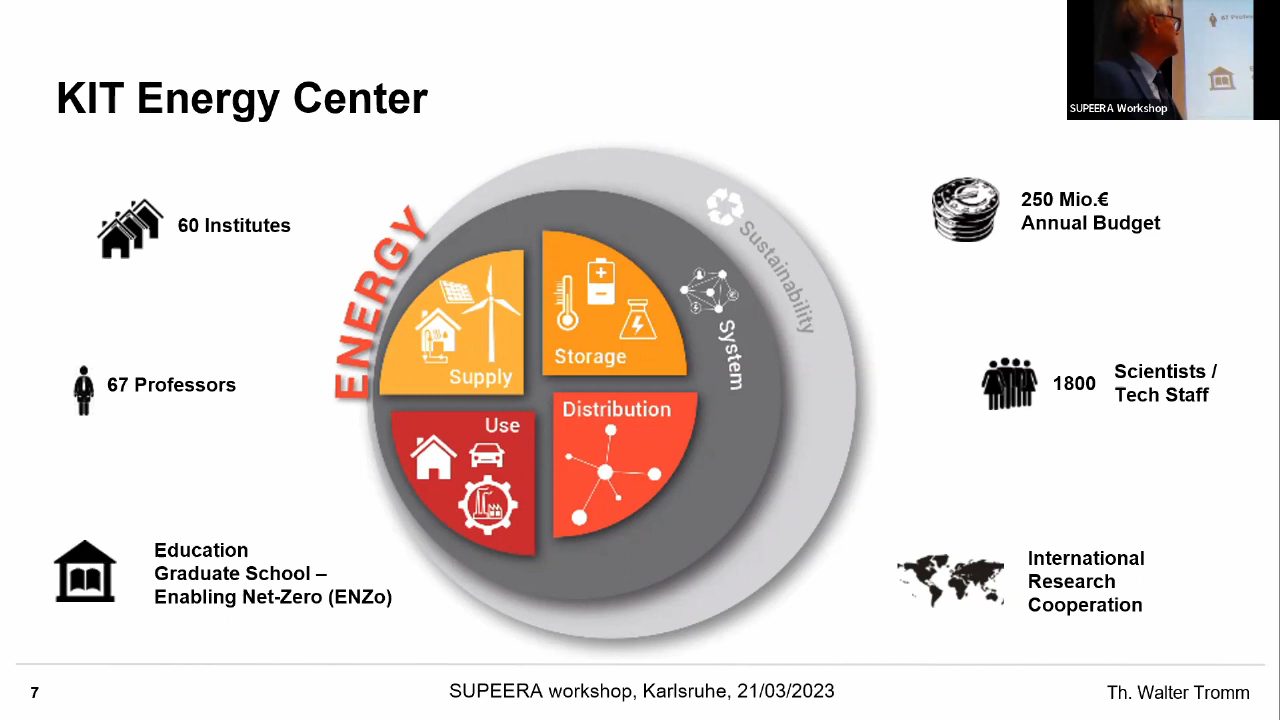 KIT Energy Center
SUPEERA Workshop
60 Institutes
67 Professors
Education
Graduate School –
Enabling Net-Zero (ENZo)
ENERGY
Supply
Storage
Use
Distribution
System
Sustainability
250 Mio.€
Annual Budget
1800
Scientists /
Tech Staff
International
Research
Cooperation
7
SUPEERA workshop, Karlsruhe, 21/03/2023
Th. Walter Tromm